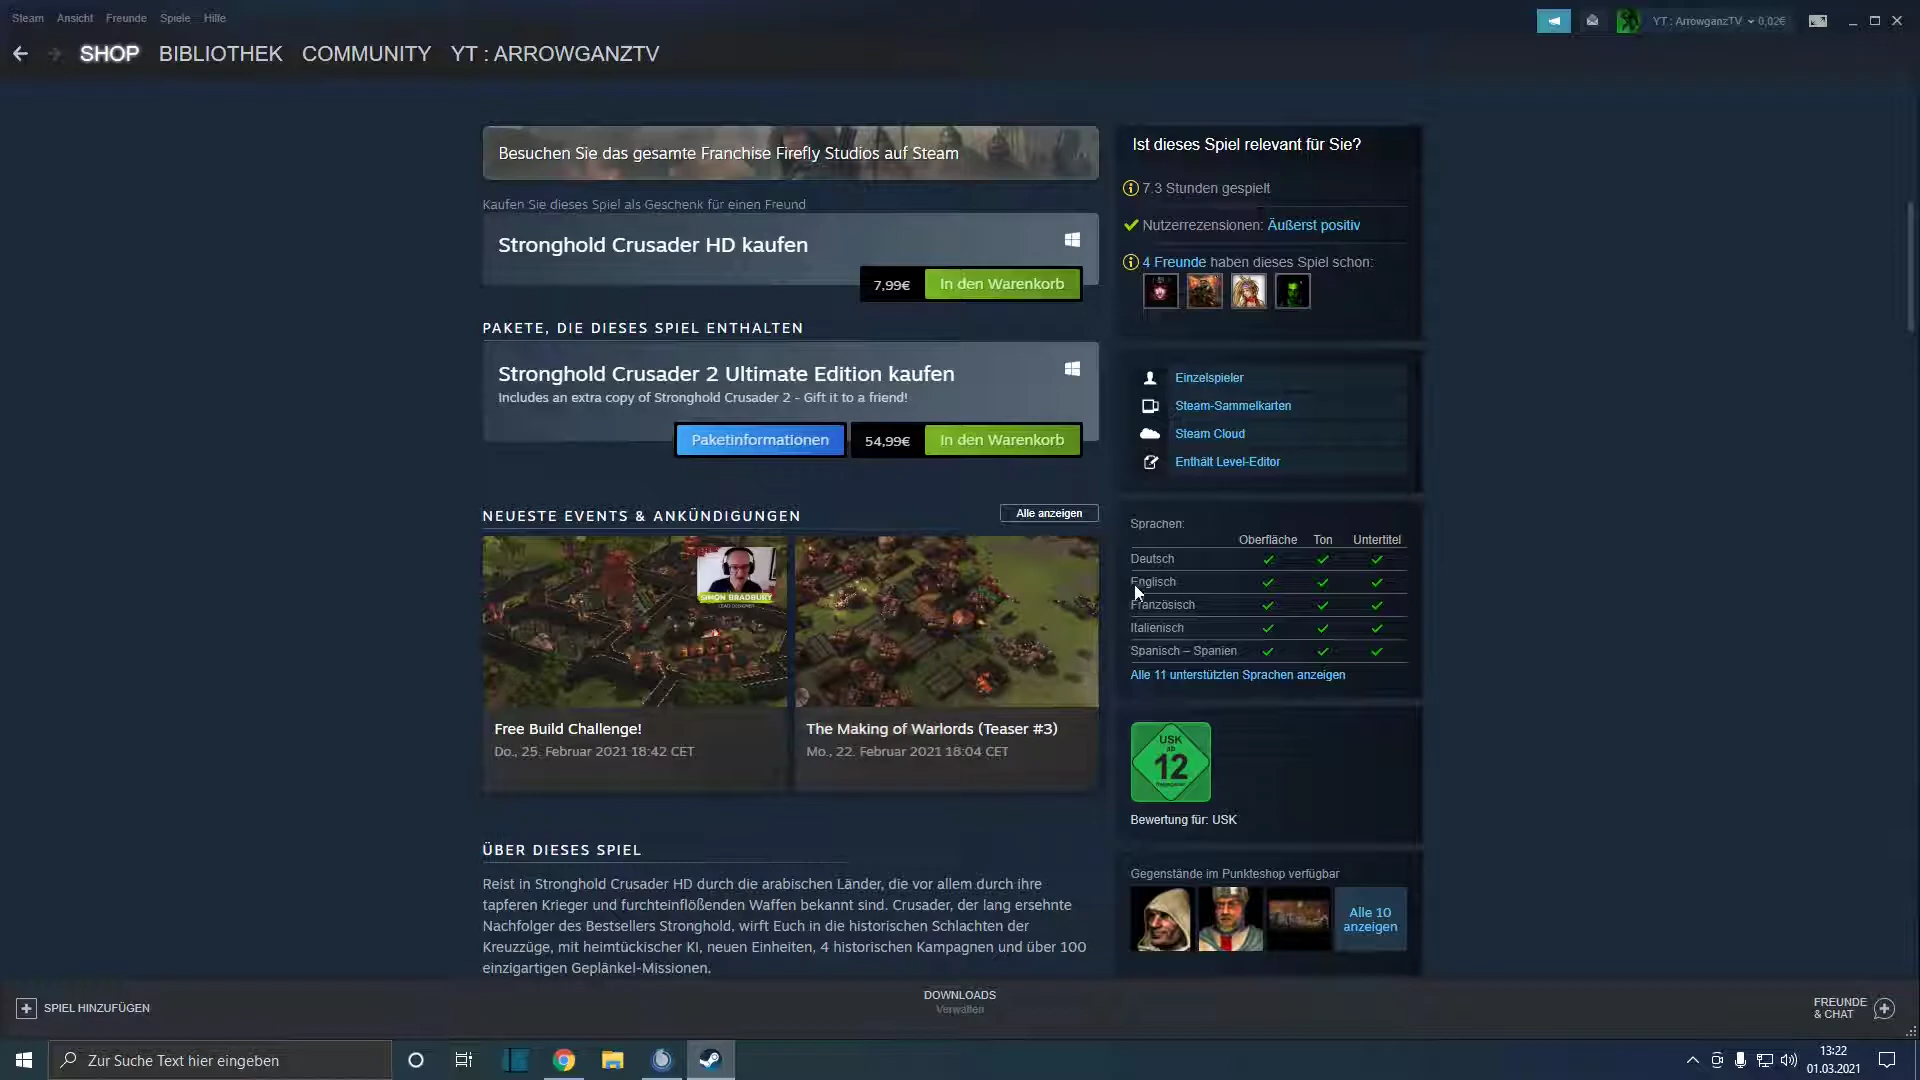 Steam Ansicht Freunde Spiele Hilfe
YT : ArrowganzTV 0,02€
SHOP BIBLIOTHEK COMMUNITY YT : ARROWGANZTV
Besuchen Sie das gesamte Franchise Firefly Studios auf Steam
Kaufen Sie dieses Spiel als Geschenk für einen Freund
Stronghold Crusader HD kaufen
7,99€ In den Warenkorb
PAKETE, DIE DIESES SPIEL ENTHALTEN
Stronghold Crusader 2 Ultimate Edition kaufen
Includes an extra copy of Stronghold Crusader 2 - Gift it to a friend!
Paketinformationen 54,99€ In den Warenkorb
NEUESTE EVENTS & ANKÜNDIGUNGEN
Alle anzeigen
SIMON BRADBURY
LEAD DESIGNER
Free Build Challenge!
Do., 25. Februar 2021 18:42 CET
The Making of Warlords (Teaser #3)
Mo., 22. Februar 2021 18:04 CET
ÜBER DIESES SPIEL
Reist in Stronghold Crusader HD durch die arabischen Länder, die vor allem durch ihre
tapferen Krieger und furchteinflößenden Waffen bekannt sind. Crusader, der lang ersehnte
Nachfolger des Bestsellers Stronghold, wirft Euch in die historischen Schlachten der
Kreuzzüge, mit heimtückischer KI, neuen Einheiten, 4 historischen Kampagnen und über 100
einzigartigen Geplänkel-Missionen.
Ist dieses Spiel relevant für Sie?
7.3 Stunden gespielt
Nutzerrezensionen: Äußerst positiv
4 Freunde haben dieses Spiel schon:
Einzelspieler
Steam-Sammelkarten
Steam Cloud
Enthält Level-Editor
Sprachen:
Oberfläche Ton Untertitel
Deutsch
Englisch
Französisch
Italienisch
Spanisch – Spanien
Alle 11 unterstützten Sprachen anzeigen
USK
ab
12
Bewertung für: USK
Gegenstände im Punkteshop verfügbar
Alle 10
anzeigen
SPIEL HINZUFÜGEN
DOWNLOADS
Verwalten
FREUNDE
& CHAT
Zur Suche Text hier eingeben
13:22
01.03.2021